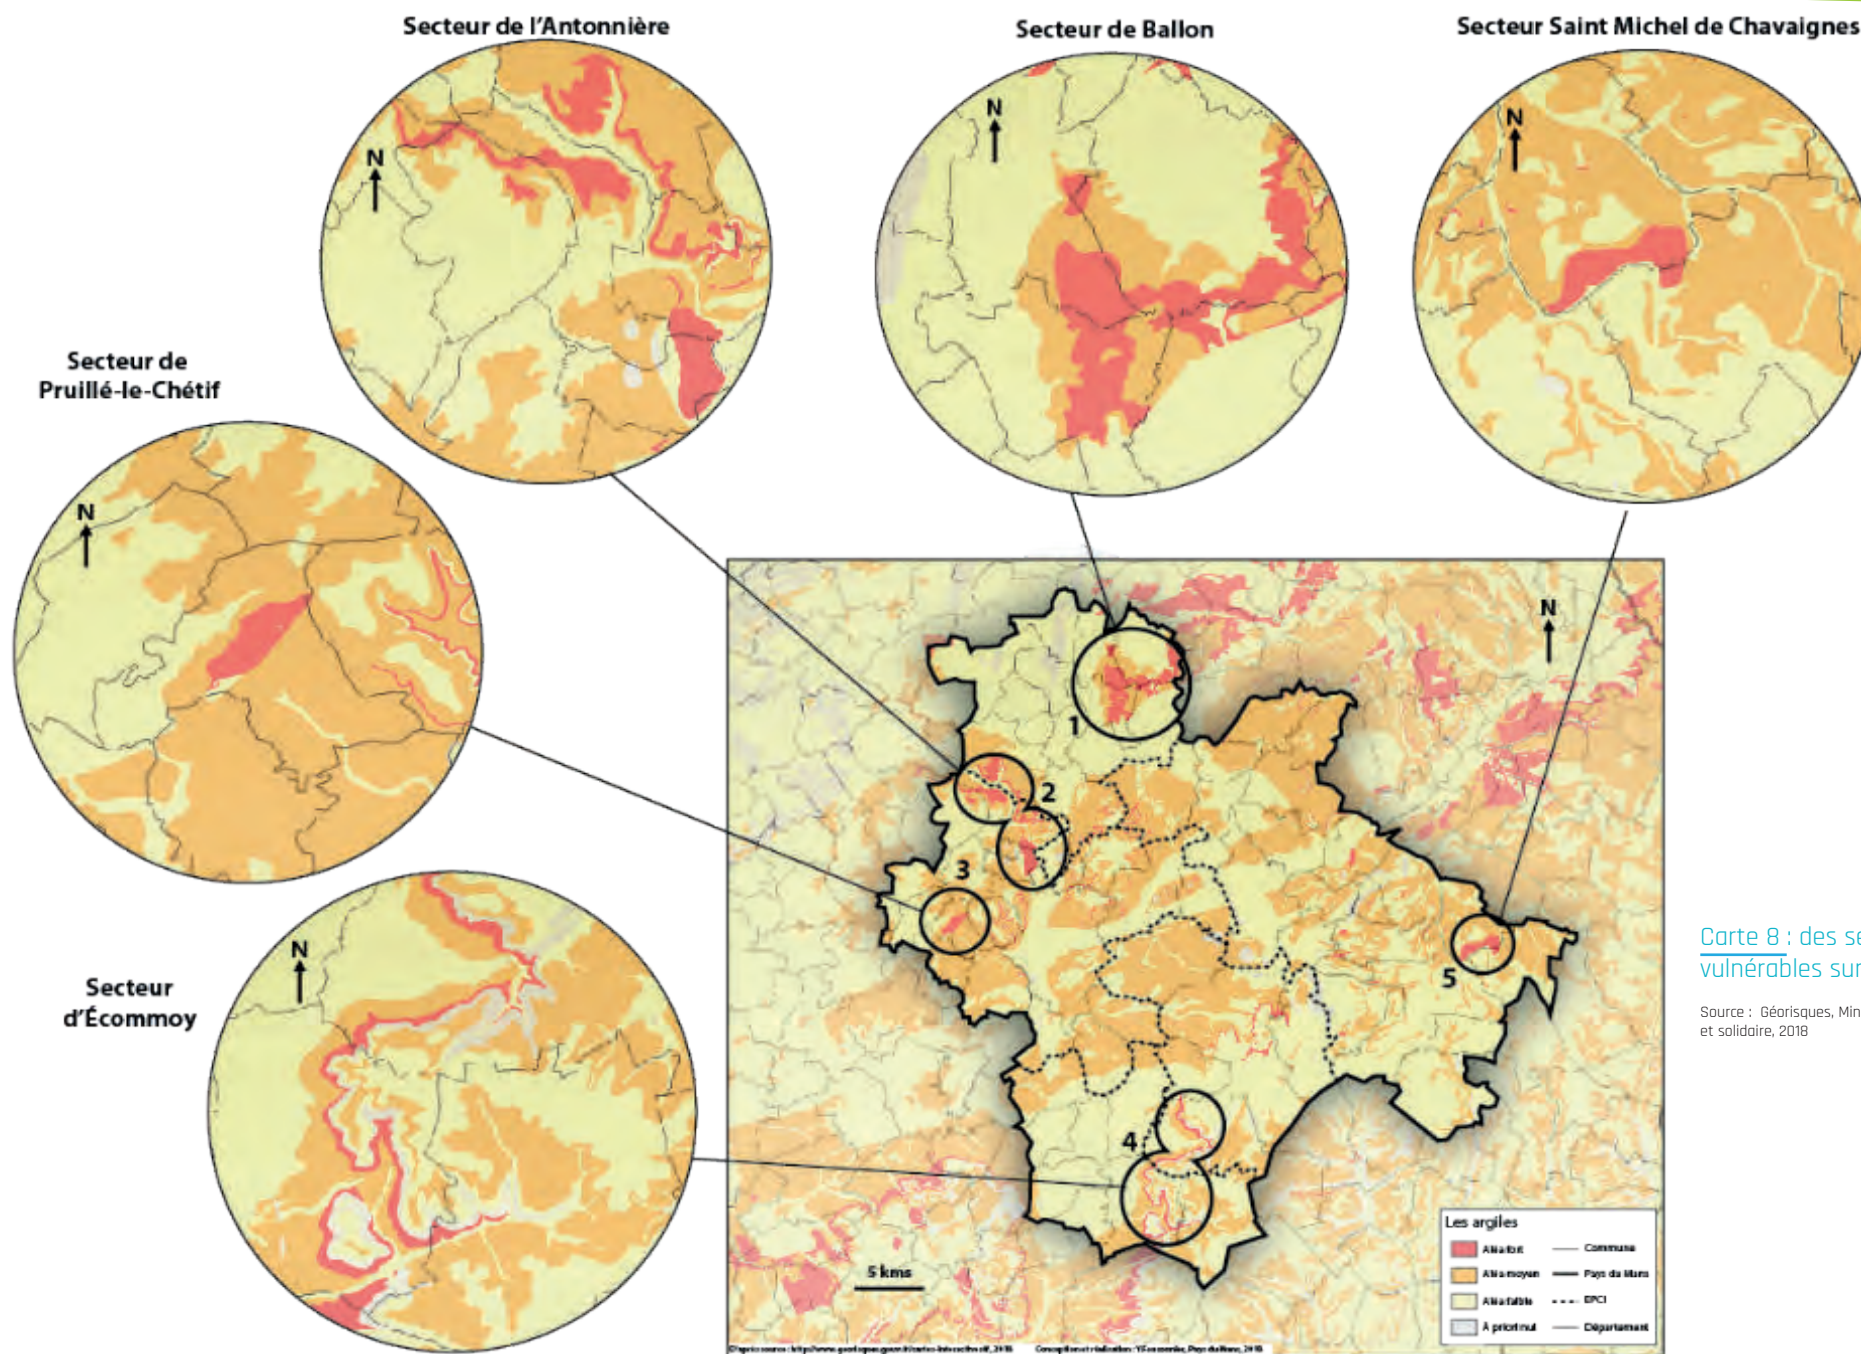 Secteur de l'Antonnière
Secteur de Ballon
Secteur Saint Michel de Chavaignes
N
N
N
Secteur de
Pruillé-le-Chétif
N
Secteur
d'Écommoy
N
N
1
2
3
4
5
5 kms
Les argiles
Aléa fort
Commune
Aléa moyen
Pays du Mans
Aléa faible
EPCI
À priori nul
Département
Carte 8 : des se
vulnérables sur
Source : Géorisques, Min
et solidaire, 2018